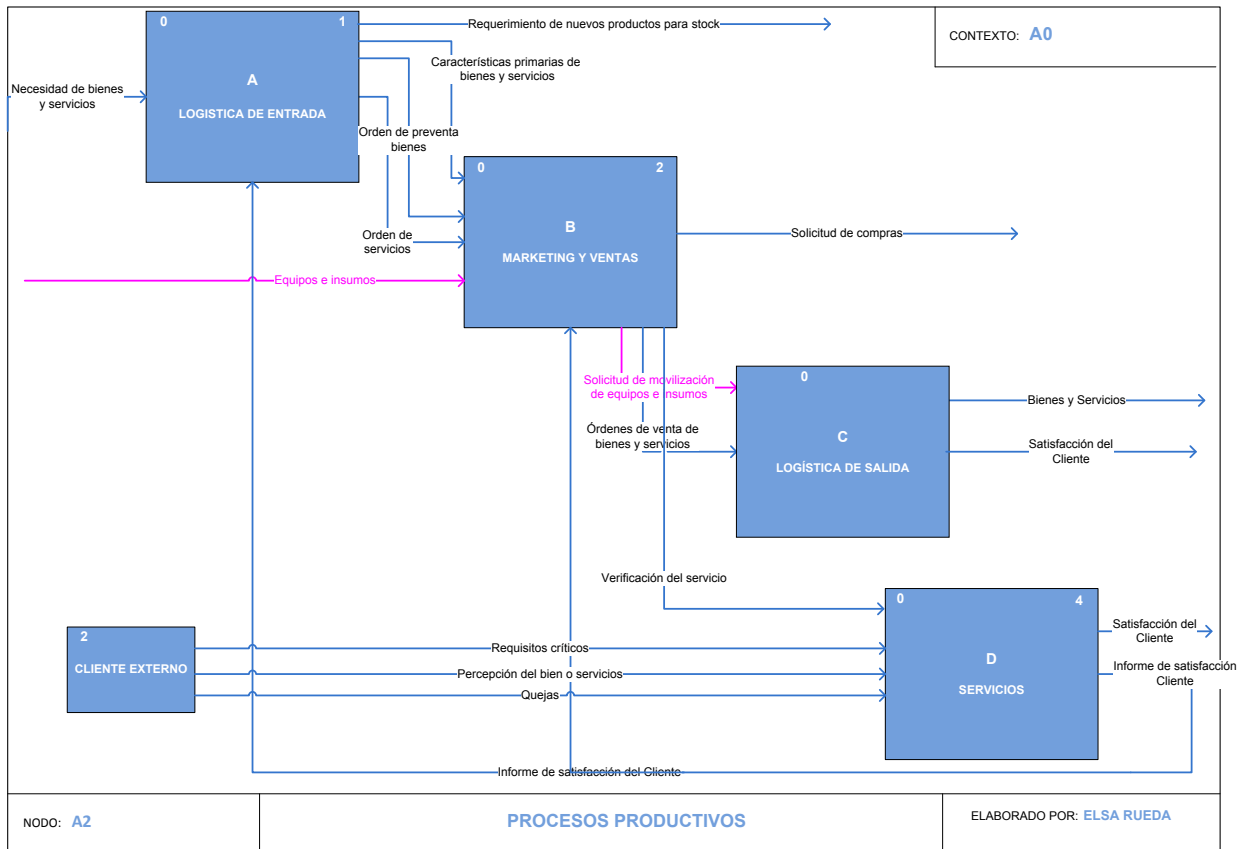 0
1
Requerimiento de nuevos productos para stock
CONTEXTO: A0
Características primarias de
bienes y servicios
A
LOGISTICA DE ENTRADA
Necesidad de bienes
y servicios
Orden de preventa
bienes
0
2
Orden de
servicios
B
MARKETING Y VENTAS
Solicitud de compras
Equipos e insumos
Solicitud de movilización
de equipos e insumos
0
Bienes y Servicios
Órdenes de venta de
bienes y servicios
C
LOGÍSTICA DE SALIDA
Satisfacción del
Cliente
Verificación del servicio
0
4
Satisfacción del
Cliente
2
CLIENTE EXTERNO
Requisitos críticos
Percepción del bien o servicios
Quejas
D
SERVICIOS
Informe de satisfacción
Cliente
Informe de satisfacción del Cliente
NODO: A2
PROCESOS PRODUCTIVOS
ELABORADO POR: ELSA RUEDA